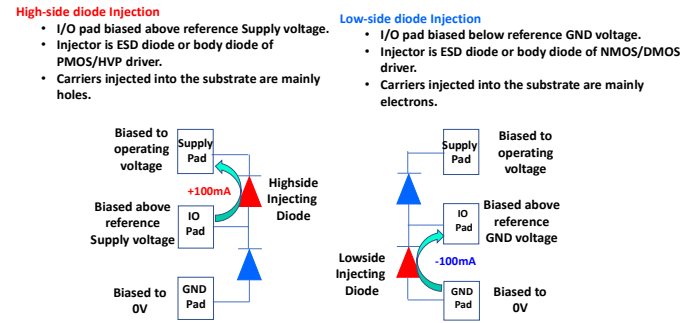 High-side diode Injection
• I/O pad biased above reference Supply voltage.
• Injector is ESD diode or body diode of
PMOS/HVP driver.
• Carriers injected into the substrate are mainly
holes.
Low-side diode Injection
• I/O pad biased below reference GND voltage.
• Injector is ESD diode or body diode of NMOS/DMOS
driver.
• Carriers injected into the substrate are mainly
electrons.
Biased to
operating
voltage
Supply
Pad
+100mA
Highside
Injecting
Diode
Biased above
reference
Supply voltage
IO
Pad
Biased to
0V
GND
Pad
Supply
Pad
Biased to
operating
voltage
IO
Pad
Biased above
reference
GND voltage
Lowside
Injecting
Diode
-100mA
GND
Pad
Biased to
0V